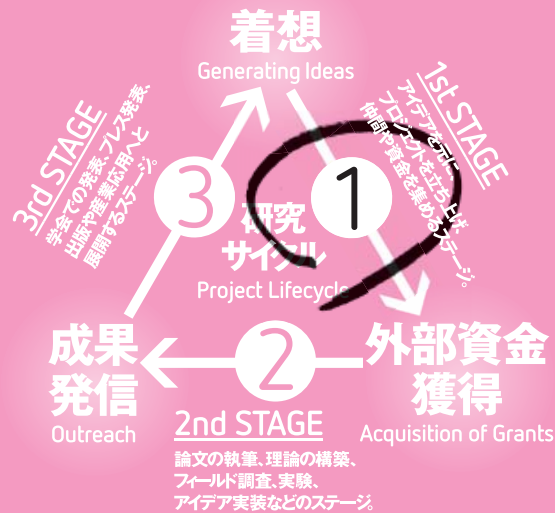 着想
Generating Ideas
1st STAGE
アイデアを元に
プロジェクトを立ち上げ、
仲間や資金を集めるステージ。
3rd STAGE
学会での発表、プレス発表、
出版や産業応用へと
展開するステージ。
3
1
研究
サイクル
Project Lifecycle
成果
発信
Outreach
2
外部資金
獲得
Acquisition of Grants
2nd STAGE
論文の執筆、理論の構築、
フィールド調査、実験、
アイデア実装などのステージ。